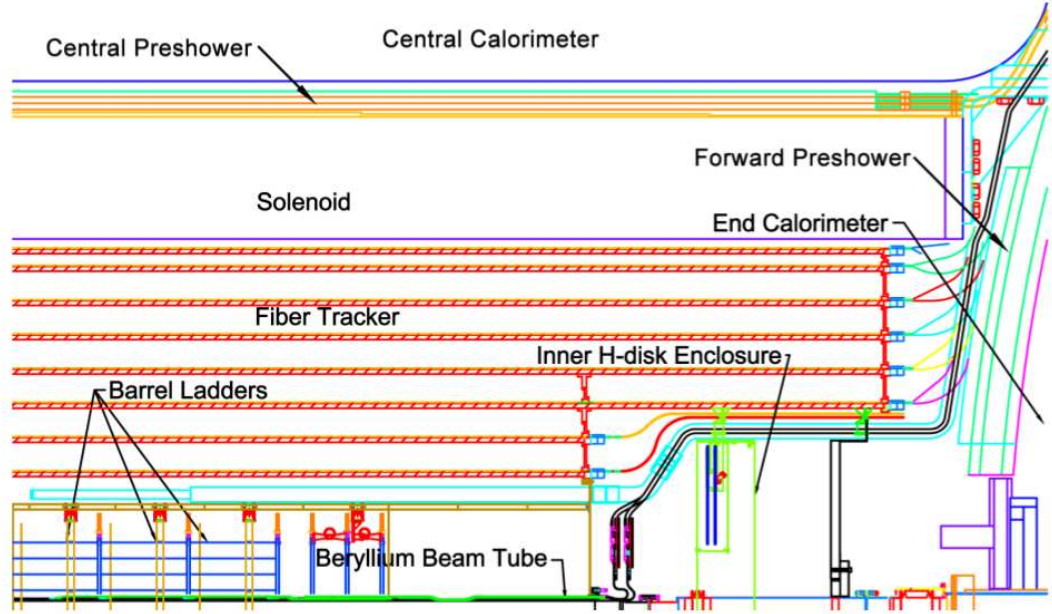 Central Preshower
Central Calorimeter
Forward Preshower
Solenoid
End Calorimeter
Fiber Tracker
Inner H-disk Enclosure
Barrel Ladders
Beryllium Beam Tube